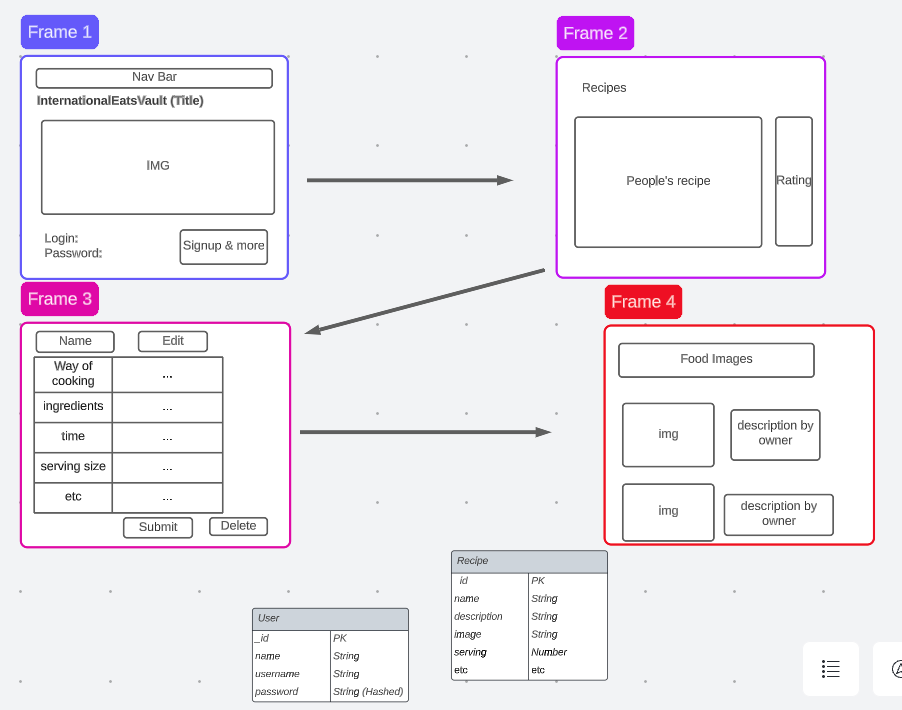 Frame 1
Nav Bar
InternationalEatsVault (Title)
IMG
Login:
Password:
Signup & more
Frame 2
Recipes
People's recipe
Rating
Frame 3
Name
Edit
Way of
cooking
...
ingredients
...
time
...
serving size
...
etc
...
Submit
Delete
Frame 4
Food Images
img
description by
owner
img
description by
owner
User
_id PK
name String
username String
password String (Hashed)
Recipe
id PK
name String
description String
image String
serving Number
etc etc